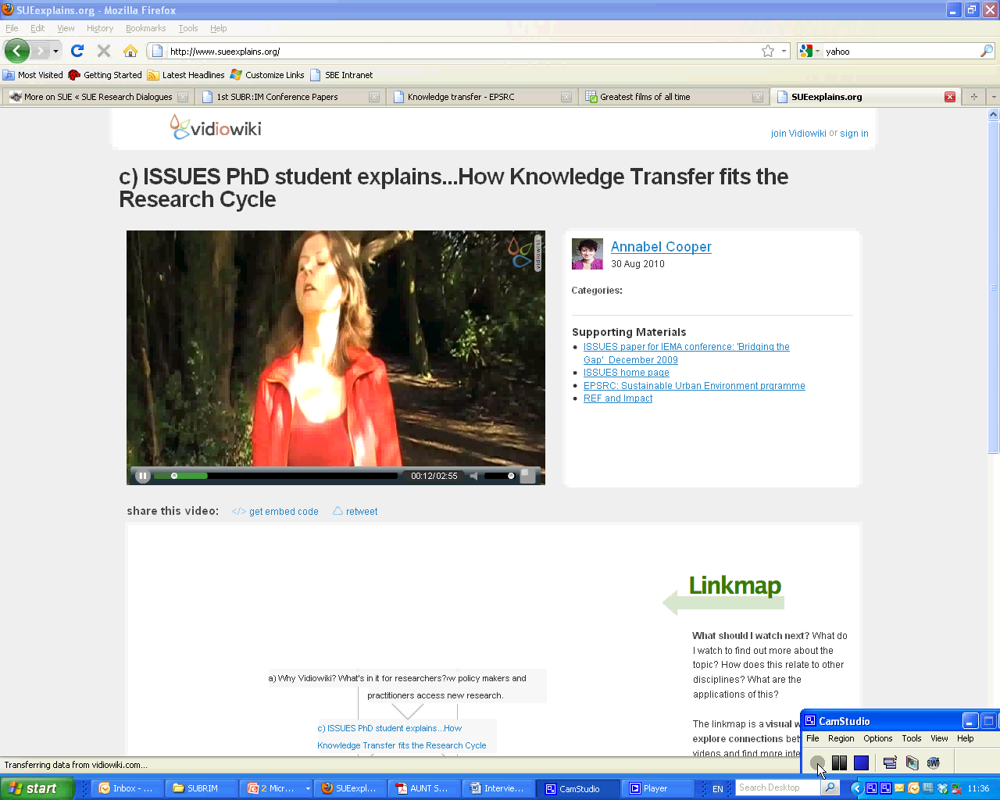 SUEexplains.org - Mozilla Firefox
File Edit View History Bookmarks Tools Help
http://www.sueexplains.org/
yahoo
Most Visited Getting Started Latest Headlines Customize Links SBE Intranet
More on SUE « SUE Research Dialogues
1st SUBR:IM Conference Papers
Knowledge transfer - EPSRC
Greatest films of all time
SUEexplains.org
vidiowiki
join Vidiowiki or sign in
c) ISSUES PhD student explains...How Knowledge Transfer fits the
Research Cycle
vidiowiki
00:12/02:55
Annabel Cooper
30 Aug 2010
Categories:
Supporting Materials
ISSUES paper for IEMA conference: 'Bridging the
Gap' December 2009
ISSUES home page
EPSRC: Sustainable Urban Environment prqramme
REF and Impact
share this video: </> get embed code retweet
Linkmap
What should I watch next? What do
I watch to find out more about the
topic? How does this relate to other
disciplines? What are the
applications of this?
The linkmap is a visual
explore connections
videos and find more
a) Why Vidiowiki? What's in it for researchers?
policy makers and
practitioners access new research.
c) ISSUES PhD student explains...How
Knowledge Transfer fits the Research Cycle
CamStudio
File Region Options Tools View Help
SWF
Transferring data from vidiowiki.com...
start
Inbox - ...
SUBRIM
2 Micr...
SUEexpl...
AUNT S...
Intervie...
CamStudio
Player
EN
Search Desktop
11:36